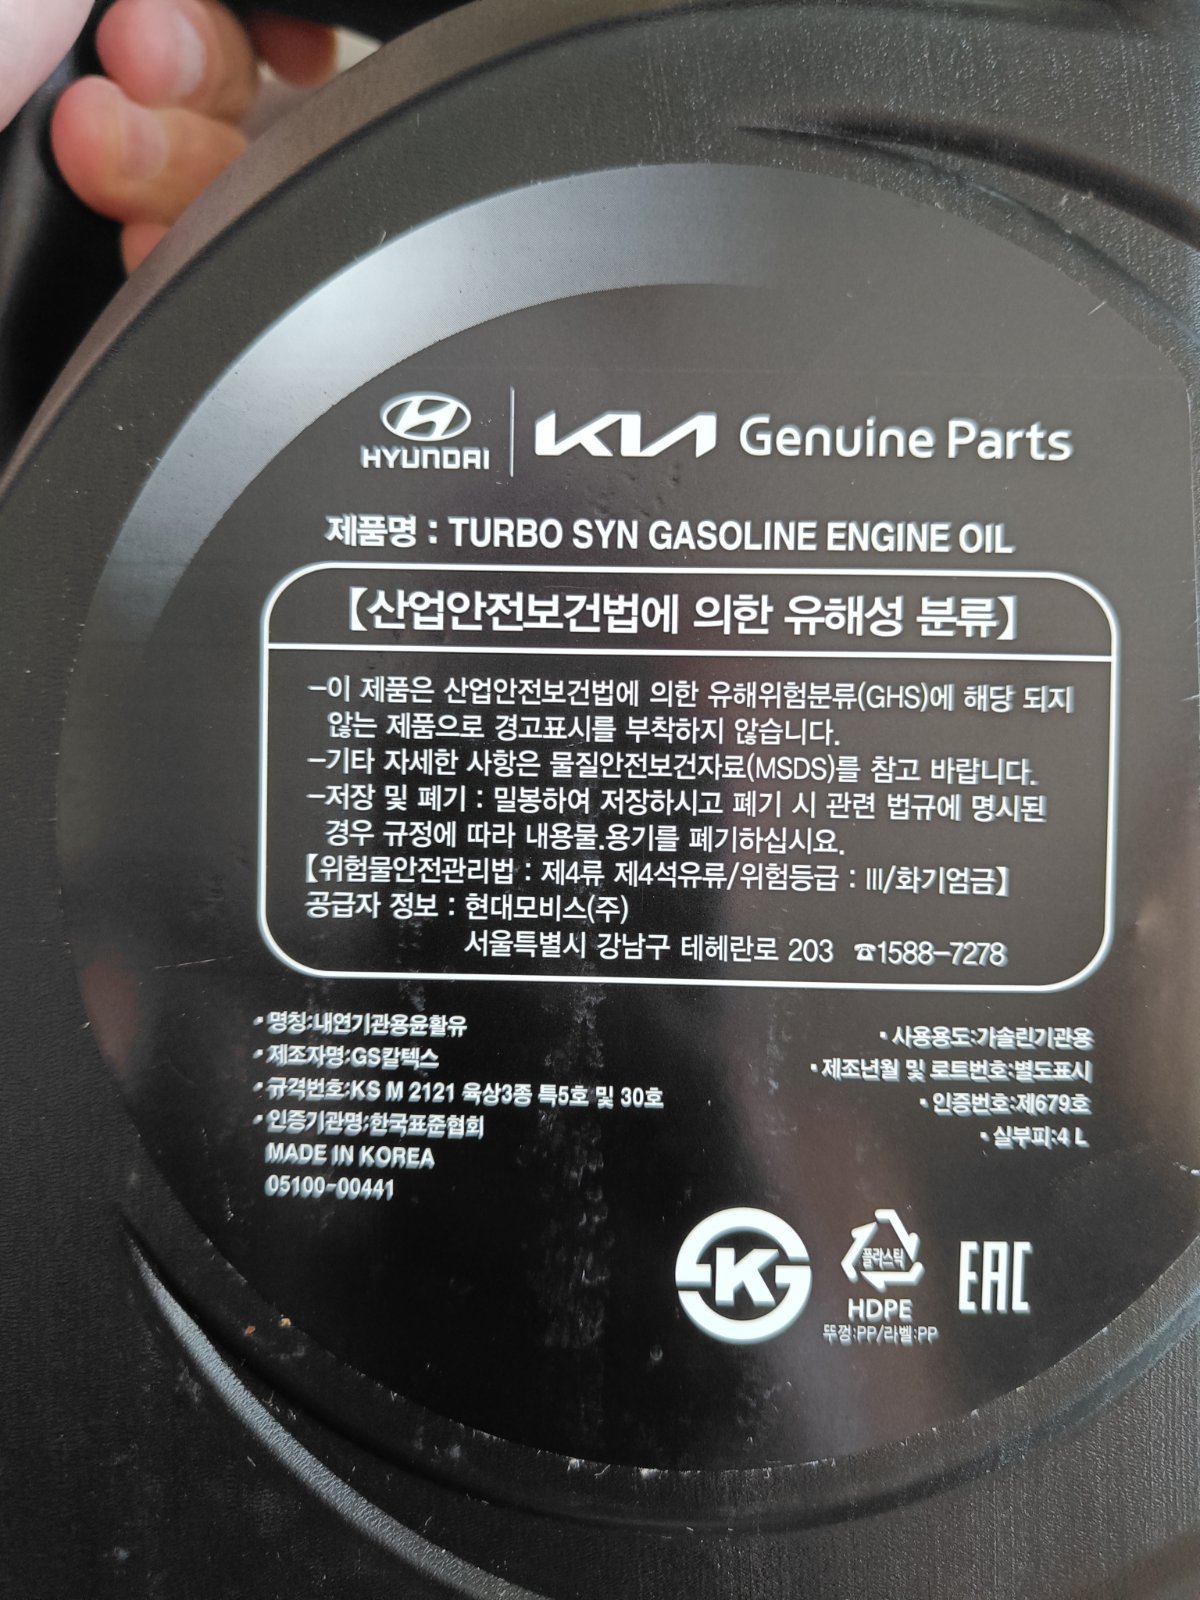 HYUNDAI KIA Genuine Parts
제품명 : TURBO SYN GASOLINE ENGINE OIL
【산업안전보건법에 의한 유해성 분류】
-이 제품은 산업안전보건법에 의한 유해위험분류(GHS)에 해당 되지
않는 제품으로 경고표시를 부착하지 않습니다.
-기타 자세한 사항은 물질안전보건자료(MSDS)를 참고 바랍니다.
-저장 및 폐기 : 밀봉하여 저장하시고 폐기 시 관련 법규에 명시된
경우 규정에 따라 내용물.용기를 폐기하십시요.
【위험물안전관리법 : 제4류 제4석유류/위험등급 : III/화기엄금】
공급자 정보 : 현대모비스(주)
서울특별시 강남구 테헤란로 203 ☎1588-7278
• 명칭:내연기관용윤활유
• 제조자명:GS칼텍스
• 규격번호:KS M 2121 육상3종 특5호 및 30호
• 인증기관명:한국표준협회
MADE IN KOREA
05100-00441
• 사용용도:가솔린기관용
• 제조년월 및 로트번호:별도표시
• 인증번호:제679호
• 실부피:4 L
K
플라스틱
HDPE
뚜껑:PP/라벨:PP
EAC